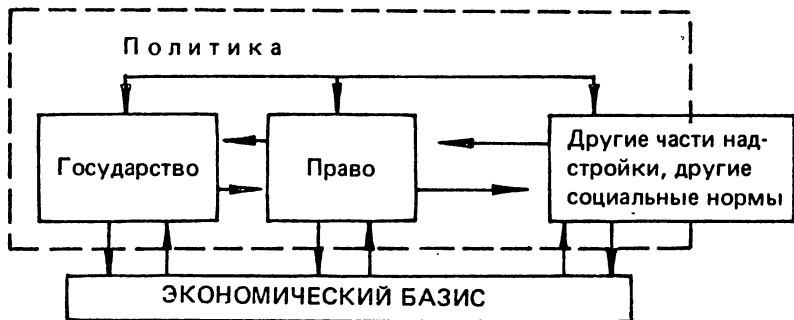 Политика
Государство
Право
Другие части над-
стройки, другие
социальные нормы
ЭКОНОМИЧЕСКИЙ БАЗИС